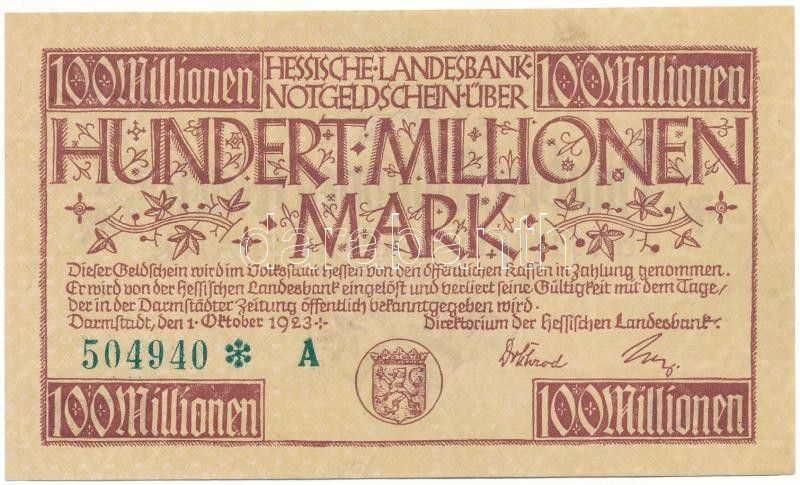 100 Millionen HESSISCHE·LANDESBANK· 100 Millionen
NOTGELDSCHEIN·ÜBER
HUNDERT·MILLIONEN
MARK·
darabanth
Dieser Geldschein wird im Volksstaat Hessen von den öffentlichen Kassen in Zahlung genommen.
Er wird von der Hessischen Landesbank eingelöst und verliert seine Gültigkeit mit dem Tage,
der in der Darmstädter Zeitung öffentlich bekanntgegeben wird.
Darmstadt, den 1·Oktober 1923 Direktorium der Hessischen Landesbank
504940 * A
100 Millionen 100 Millionen